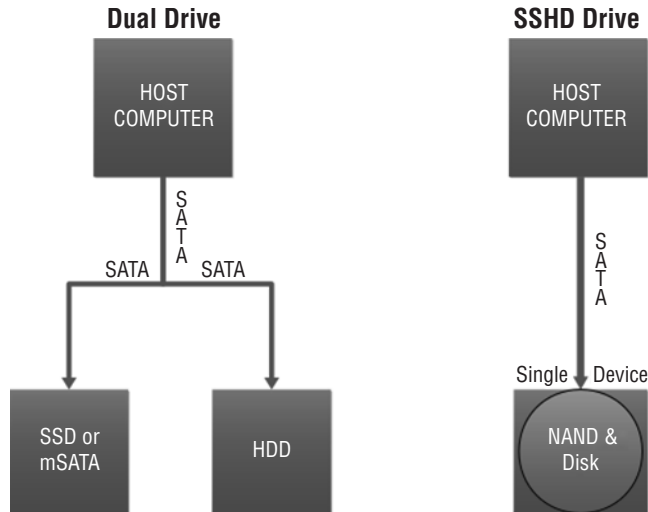 Dual Drive
HOST
COMPUTER
SATA
SATA
SATA
SSD or
mSATA
HDD
SSHD Drive
HOST
COMPUTER
SATA
Single Device
NAND &
Disk